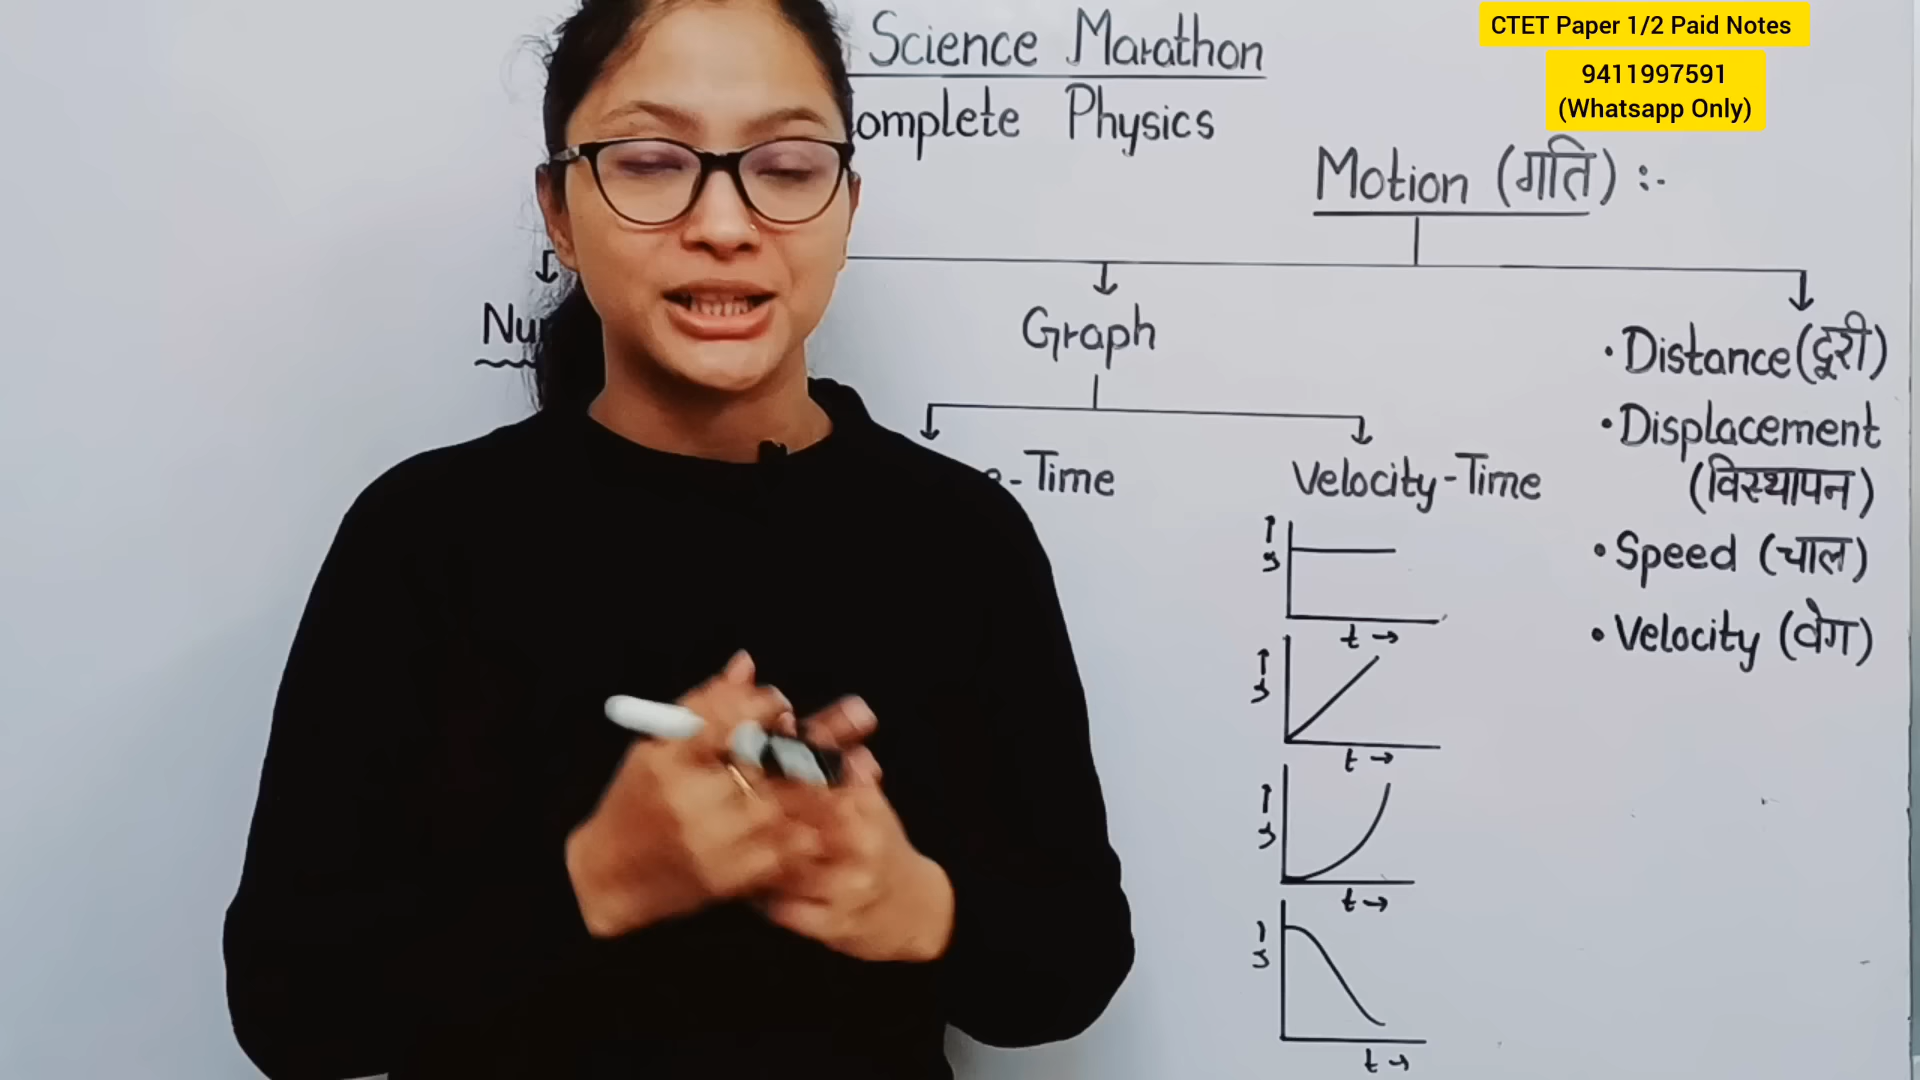 CTET Paper 1/2 Paid Notes
9411997591
(Whatsapp Only)
Science Marathon
omplete Physics
Motion (गति) :-
Graph
-Time
Velocity-Time
• Distance (दूरी)
• Displacement
(विस्थापन)
• Speed (चाल)
• Velocity (वेग)
t →
t →
t →
t →